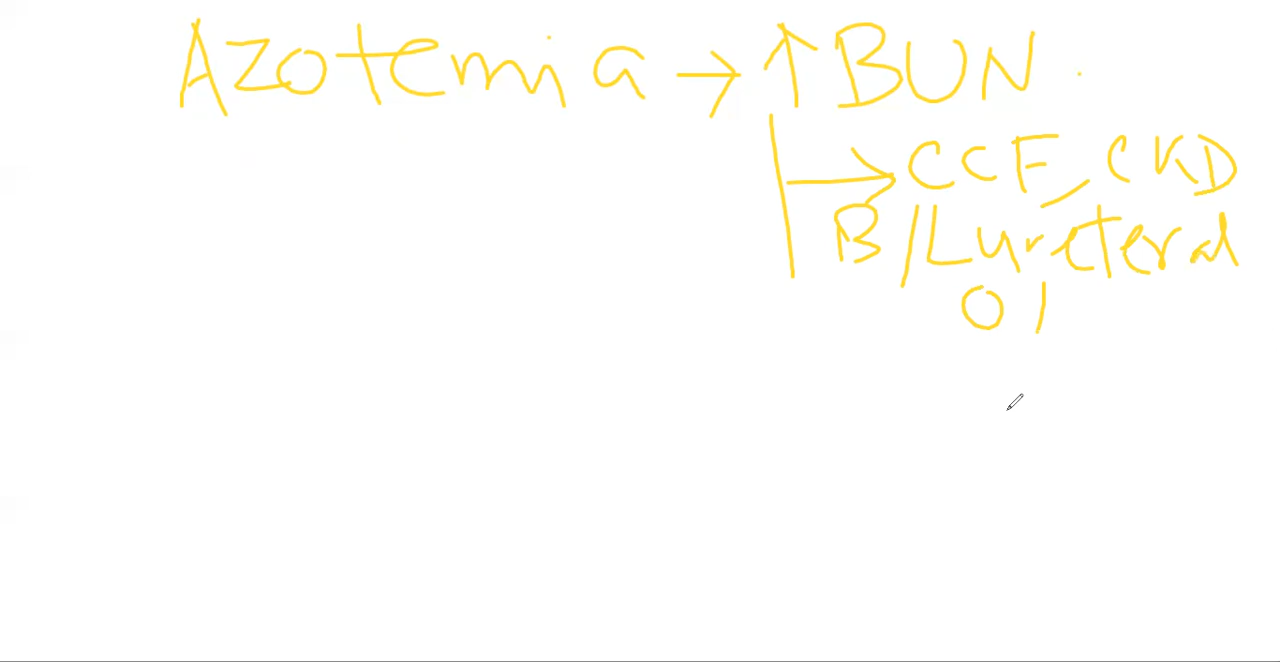 Azotemia → ↑ BUN.
→ CCF, CKD
B/L ureteral